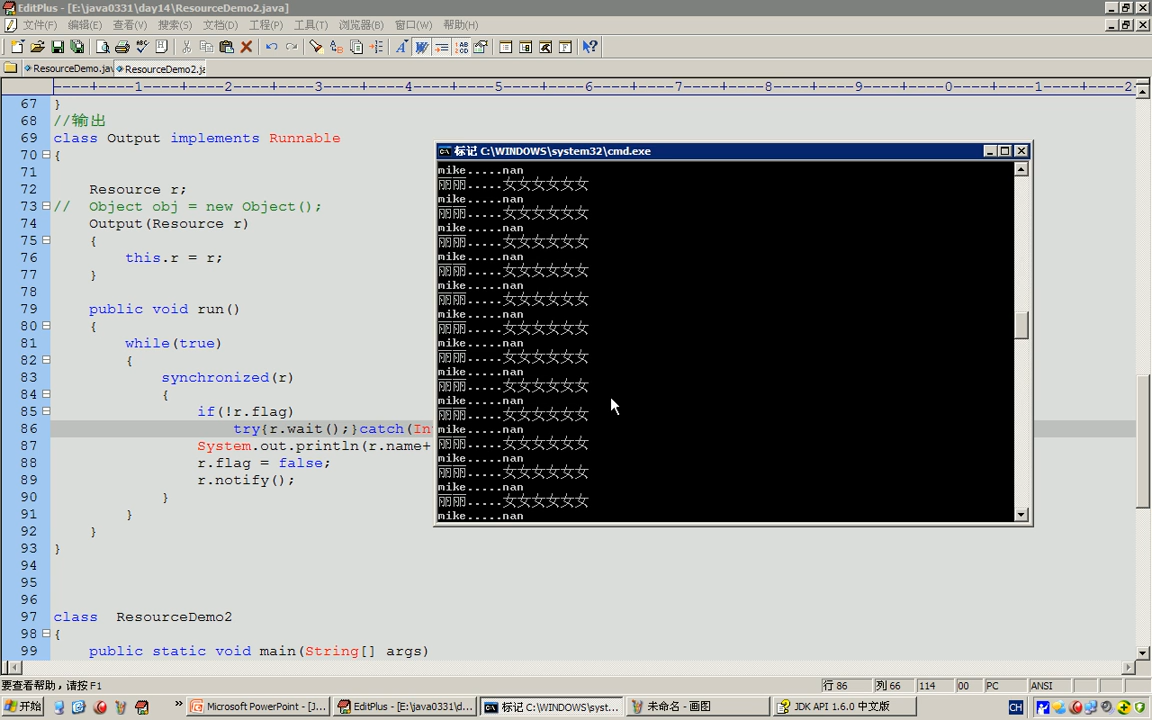 EditPlus - [E:\java0331\day14\ResourceDemo2.java]
文件(F) 编辑(E) 查看(V) 搜索(S) 文档(D) 工程(P) 工具(T) 浏览器(B) 窗口(W) 帮助(H)
ResourceDemo.jav ResourceDemo2.ja
----+----1----+----2----+----3----+----4----+----5----+----6----+----7----+----8----+----9----+----0----+----1----+----2-
67 }
68 //输出
69 class Output implements Runnable
70 {
71
72 Resource r;
73 // Object obj = new Object();
74 Output(Resource r)
75 {
76 this.r = r;
77 }
78
79 public void run()
80 {
81 while(true)
82 {
83 synchronized(r)
84 {
85 if(!r.flag)
86 try{r.wait();}catch(In
87 System.out.println(r.name+
88 r.flag = false;
89 r.notify();
90 }
91 }
92 }
93 }
94
95
96
97 class ResourceDemo2
98 {
99 public static void main(String[] args)
标记 C:\WINDOWS\system32\cmd.exe
mike.....nan
丽丽.....女女女女女女
mike.....nan
丽丽.....女女女女女女
mike.....nan
丽丽.....女女女女女女
mike.....nan
丽丽.....女女女女女女
mike.....nan
丽丽.....女女女女女女
mike.....nan
丽丽.....女女女女女女
mike.....nan
丽丽.....女女女女女女
mike.....nan
丽丽.....女女女女女女
mike.....nan
丽丽.....女女女女女女
mike.....nan
丽丽.....女女女女女女
mike.....nan
丽丽.....女女女女女女
mike.....nan
丽丽.....女女女女女女
mike.....nan
要查看帮助，请按 F1 行 86 列 66 114 00 PC ANSI
开始 » Microsoft PowerPoint - [J... EditPlus - [E:\java0331\d... 标记 C:\WINDOWS\syst... 未命名 - 画图 JDK API 1.6.0 中文版 CH